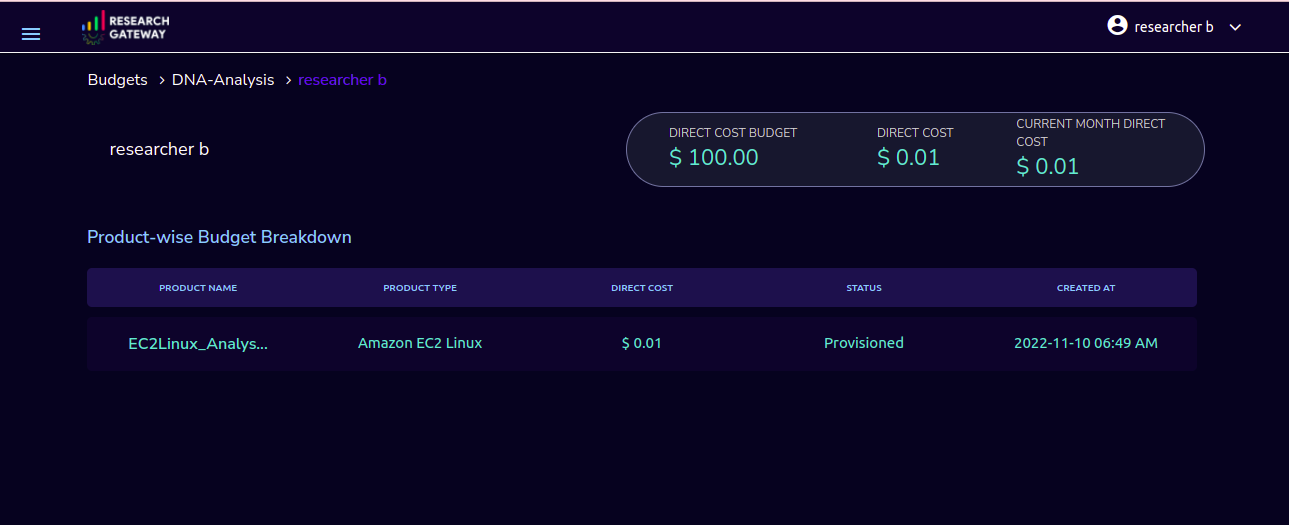 RESEARCH
GATEWAY
researcher b
Budgets > DNA-Analysis > researcher b
researcher b
DIRECT COST BUDGET
$ 100.00
DIRECT COST
$ 0.01
CURRENT MONTH DIRECT
COST
$ 0.01
Product-wise Budget Breakdown
PRODUCT NAME PRODUCT TYPE DIRECT COST STATUS CREATED AT
EC2Linux_Analys... Amazon EC2 Linux $ 0.01 Provisioned 2022-11-10 06:49 AM